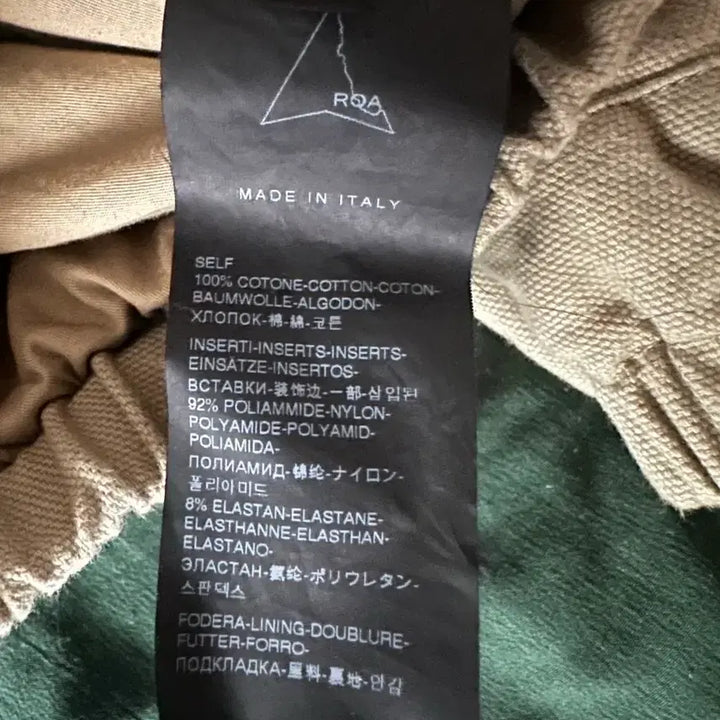 ROA
MADE IN ITALY
SELF
100% COTONE-COTTON-COTON-
BAUMWOLLE-ALGODON-
ХЛОПОК-棉-綿-코튼
INSERTI-INSERTS-INSERTS-
EINSÄTZE-INSERTOS-
ВСТАВКИ-装饰边-一部-삽입된
92% POLIAMMIDE-NYLON-
POLYAMIDE-POLYAMID-
POLIAMIDA-
ПОЛИАМИД-锦纶-ナイロン-
폴리아미드
8% ELASTAN-ELASTANE-
ELASTHANNE-ELASTHAN-
ELASTANO-
ЭЛАСТАН-氨纶-ポリウレタン-
스판덱스
FODERA-LINING-DOUBLURE-
FUTTER-FORRO-
ПОДКЛАДКА-里料-裏地-안감